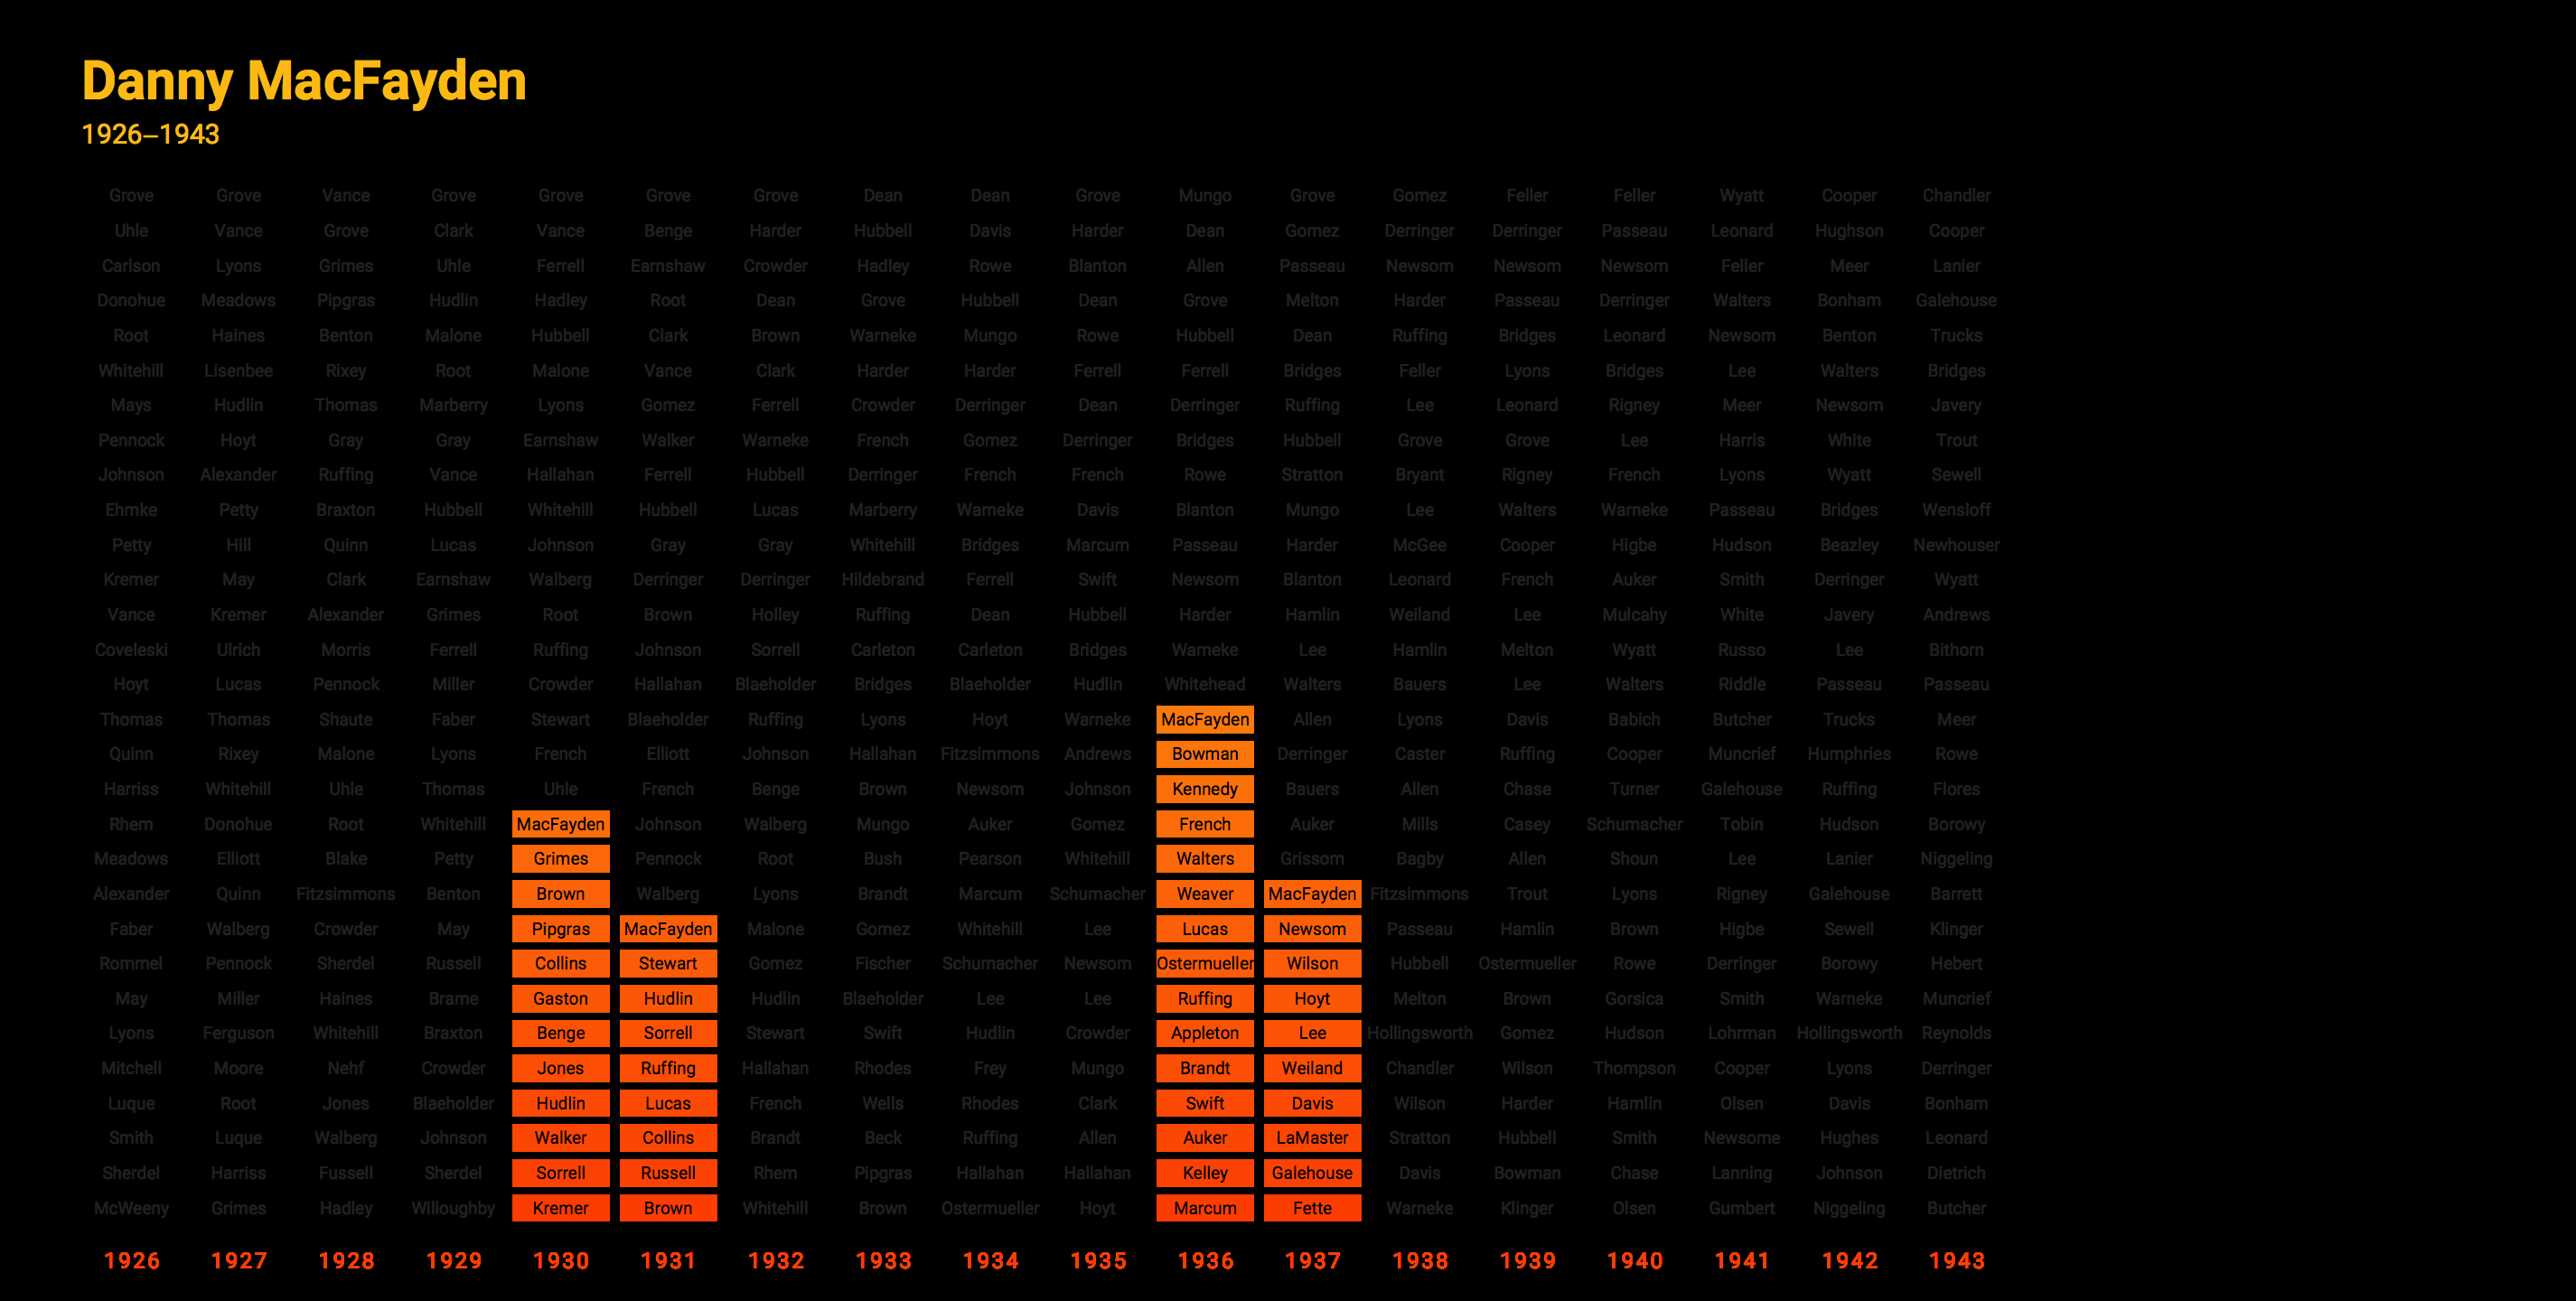 Danny MacFayden
1926–1943
Grove Grove Vance Grove Grove Grove Grove Dean Dean Grove Mungo Grove Gomez Feller Feller Wyatt Cooper Chandler
Uhle Vance Grove Clark Vance Benge Harder Hubbell Davis Harder Dean Gomez Derringer Derringer Passeau Leonard Hughson Cooper
Carlson Lyons Grimes Uhle Ferrell Earnshaw Crowder Hadley Rowe Blanton Allen Passeau Newsom Newsom Newsom Feller Meer Lanier
Donohue Meadows Pipgras Hudlin Hadley Root Dean Grove Hubbell Dean Grove Melton Harder Passeau Derringer Walters Bonham Galehouse
Root Haines Benton Malone Hubbell Clark Brown Warneke Mungo Rowe Hubbell Dean Ruffing Bridges Leonard Newsom Benton Trucks
Whitehill Lisenbee Rixey Root Malone Vance Clark Harder Harder Ferrell Ferrell Bridges Feller Lyons Bridges Lee Walters Bridges
Mays Hudlin Thomas Marberry Lyons Gomez Ferrell Crowder Derringer Dean Derringer Ruffing Lee Leonard Rigney Meer Newsom Javery
Pennock Hoyt Gray Gray Earnshaw Walker Warneke French Gomez Derringer Bridges Hubbell Grove Grove Lee Harris White Trout
Johnson Alexander Ruffing Vance Hallahan Ferrell Hubbell Derringer French French Rowe Stratton Bryant Rigney French Lyons Wyatt Sewell
Ehmke Petty Braxton Hubbell Whitehill Hubbell Lucas Marberry Warneke Davis Blanton Mungo Lee Walters Warneke Passeau Bridges Wensloff
Petty Hill Quinn Lucas Johnson Gray Gray Whitehill Bridges Marcum Passeau Harder McGee Cooper Higbe Hudson Beazley Newhouser
Kremer May Clark Earnshaw Walberg Derringer Derringer Hildebrand Ferrell Swift Newsom Blanton Leonard French Auker Smith Derringer Wyatt
Vance Kremer Alexander Grimes Root Brown Holley Ruffing Dean Hubbell Harder Hamlin Weiland Lee Mulcahy White Javery Andrews
Coveleski Ulrich Morris Ferrell Ruffing Johnson Sorrell Carleton Carleton Bridges Warneke Lee Hamlin Melton Wyatt Russo Lee Bithorn
Hoyt Lucas Pennock Miller Crowder Hallahan Blaeholder Bridges Blaeholder Hudlin Whitehead Walters Bauers Lee Walters Riddle Passeau Passeau
Thomas Thomas Shaute Faber Stewart Blaeholder Ruffing Lyons Hoyt Warneke MacFayden Allen Lyons Davis Babich Butcher Trucks Meer
Quinn Rixey Malone Lyons French Elliott Johnson Hallahan Fitzsimmons Andrews Bowman Derringer Caster Ruffing Cooper Muncrief Humphries Rowe
Harriss Whitehill Uhle Thomas Uhle French Benge Brown Newsom Johnson Kennedy Bauers Allen Chase Turner Galehouse Ruffing Flores
Rhem Donohue Root Whitehill MacFayden Johnson Walberg Mungo Auker Gomez French Auker Mills Casey Schumacher Tobin Hudson Borowy
Meadows Elliott Blake Petty Grimes Pennock Root Bush Pearson Whitehill Walters Grissom Bagby Allen Shoun Lee Lanier Niggeling
Alexander Quinn Fitzsimmons Benton Brown Walberg Lyons Brandt Marcum Schumacher Weaver MacFayden Fitzsimmons Trout Lyons Rigney Galehouse Barrett
Faber Walberg Crowder May Pipgras MacFayden Malone Gomez Whitehill Lee Lucas Newsom Passeau Hamlin Brown Higbe Sewell Klinger
Rommel Pennock Sherdel Russell Collins Stewart Gomez Fischer Schumacher Newsom Ostermueller Wilson Hubbell Ostermueller Rowe Derringer Borowy Hebert
May Miller Haines Brame Gaston Hudlin Hudlin Blaeholder Lee Lee Ruffing Hoyt Melton Brown Gorsica Smith Warneke Muncrief
Lyons Ferguson Whitehill Braxton Benge Sorrell Stewart Swift Hudlin Crowder Appleton Lee Hollingsworth Gomez Hudson Lohrman Hollingsworth Reynolds
Mitchell Moore Nehf Crowder Jones Ruffing Hallahan Rhodes Frey Mungo Brandt Weiland Chandler Wilson Thompson Cooper Lyons Derringer
Luque Root Jones Blaeholder Hudlin Lucas French Wells Rhodes Clark Swift Davis Wilson Harder Hamlin Olsen Davis Bonham
Smith Luque Walberg Johnson Walker Collins Brandt Beck Ruffing Allen Auker LaMaster Stratton Hubbell Smith Newsome Hughes Leonard
Sherdel Harriss Fussell Sherdel Sorrell Russell Rhem Pipgras Hallahan Hallahan Kelley Galehouse Davis Bowman Chase Lanning Johnson Dietrich
McWeeny Grimes Hadley Willoughby Kremer Brown Whitehill Brown Ostermueller Hoyt Marcum Fette Warneke Klinger Olsen Gumbert Niggeling Butcher
1926 1927 1928 1929 1930 1931 1932 1933 1934 1935 1936 1937 1938 1939 1940 1941 1942 1943